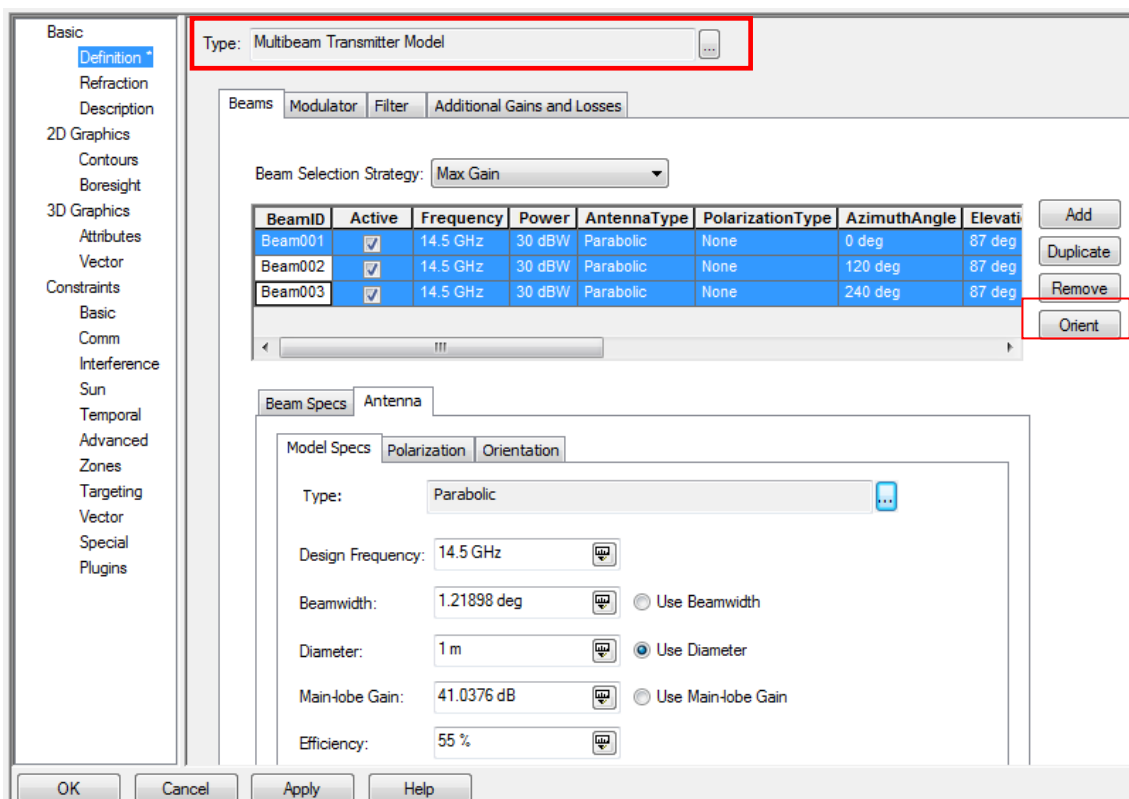 Basic
Definition *
Refraction
Description
2D Graphics
Contours
Boresight
3D Graphics
Attributes
Vector
Constraints
Basic
Comm
Interference
Sun
Temporal
Advanced
Zones
Targeting
Vector
Special
Plugins
Type: Multibeam Transmitter Model ...
Beams Modulator Filter Additional Gains and Losses
Beam Selection Strategy: Max Gain
BeamID Active Frequency Power AntennaType PolarizationType AzimuthAngle Elevati
Beam001 14.5 GHz 30 dBW Parabolic None 0 deg 87 deg
Beam002 14.5 GHz 30 dBW Parabolic None 120 deg 87 deg
Beam003 14.5 GHz 30 dBW Parabolic None 240 deg 87 deg
Add
Duplicate
Remove
Orient
Beam Specs Antenna
Model Specs Polarization Orientation
Type: Parabolic ...
Design Frequency: 14.5 GHz
Beamwidth: 1.21898 deg Use Beamwidth
Diameter: 1 m Use Diameter
Main-lobe Gain: 41.0376 dB Use Main-lobe Gain
Efficiency: 55 %
OK Cancel Apply Help